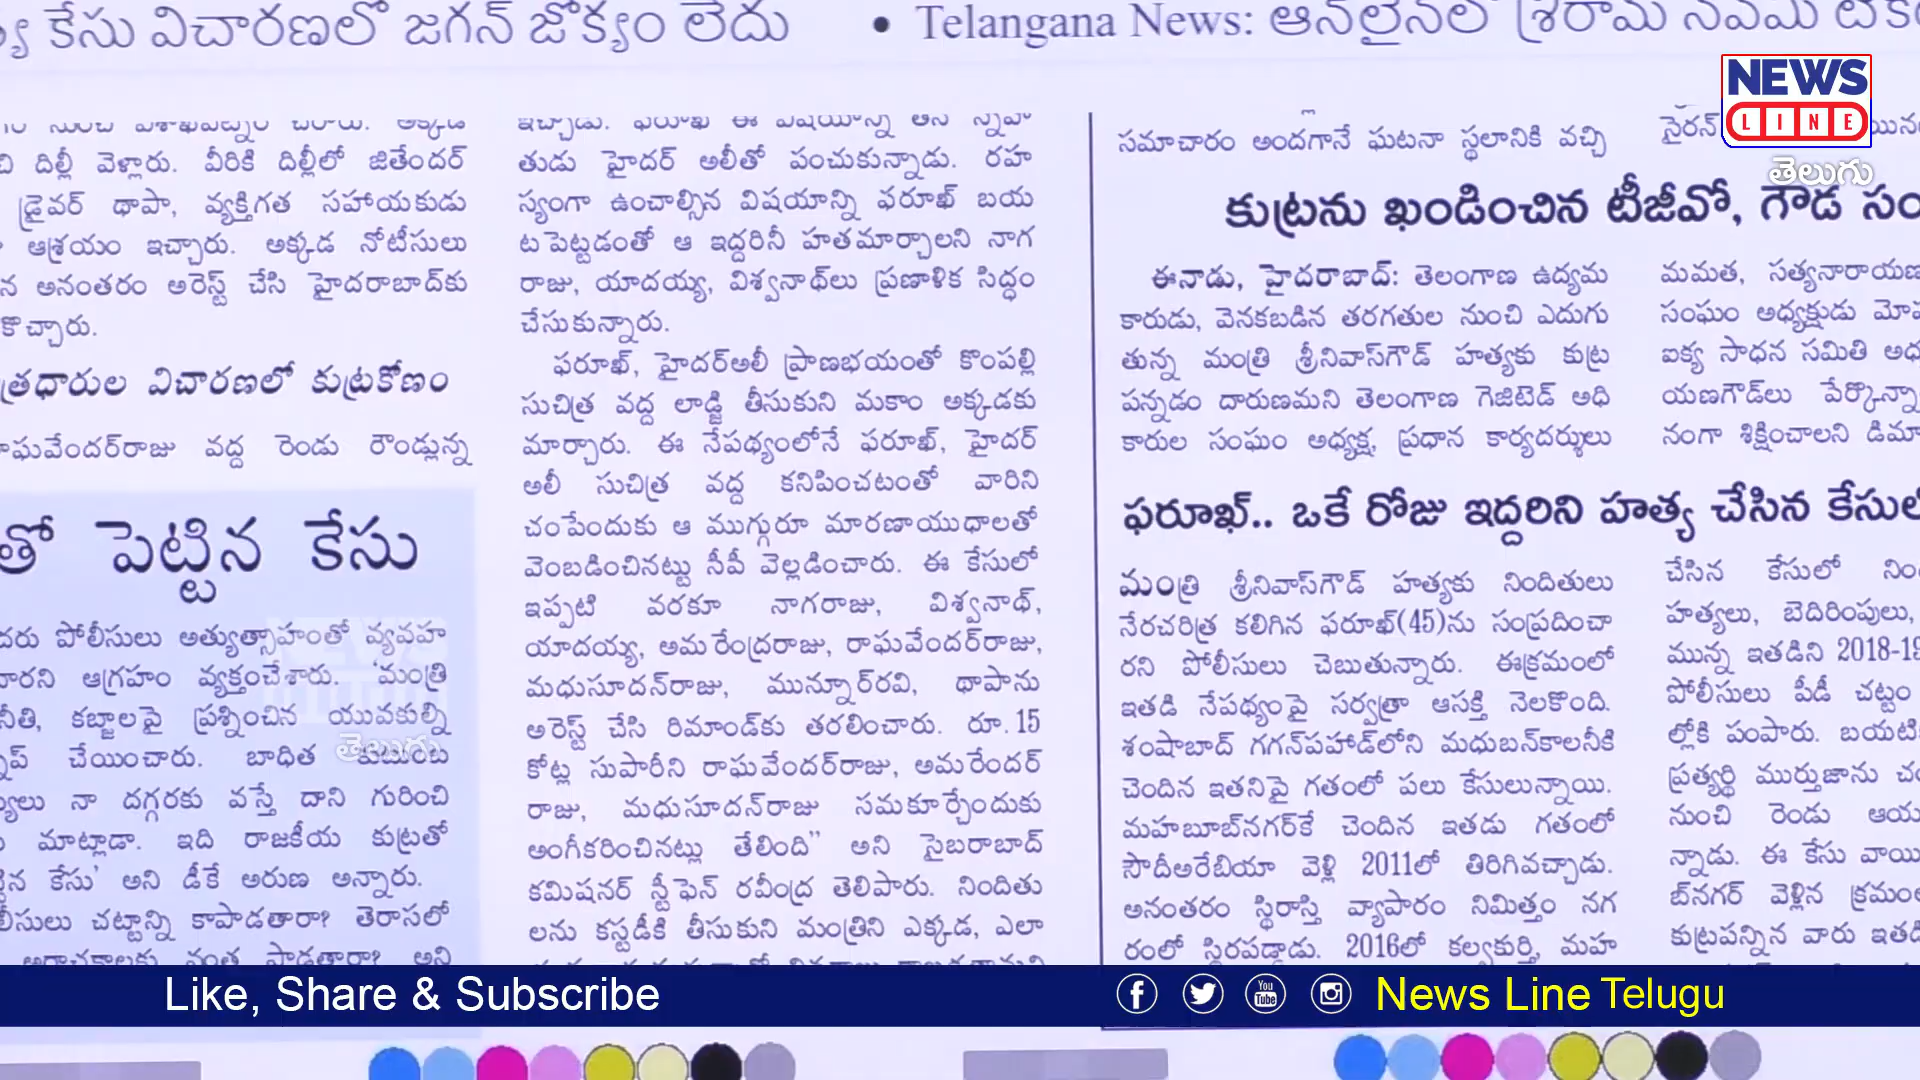 కేసు విచారణలో జగన్ జోక్యం లేదు
• Telangana News: ఆన్‌లైన్‌లో శ్రీరామ నవమి
దిల్లీ వెళ్లారు. వీరికి దిల్లీలో జితేందర్
డ్రైవర్ థాపా, వ్యక్తిగత సహాయకుడు
ఆశ్రయం ఇచ్చారు. అక్కడ నోటీసులు
అనంతరం అరెస్ట్ చేసి హైదరాబాద్‌కు
విచారణలో కుట్రకోణం
వద్ద రెండు రౌండ్లున్న
పెట్టిన కేసు
పోలీసులు అత్యుత్సాహంతో వ్యవహ
ఆగ్రహం వ్యక్తంచేశారు. 'మంత్రి
కబ్జాలపై ప్రశ్నించిన యువకుల్ని
చేయించారు. బాధిత కుటుంబ
నా దగ్గరకు వస్తే దాని గురించి
మాట్లాడా. ఇది రాజకీయ కుట్రతో
కేసు' అని డీకే అరుణ అన్నారు.
చట్టాన్ని కాపాడతారా? తెరాసలో
ఇచ్చాడు. ఫరూఖ్ ఈ విషయాన్ని తన స్నేహ
తుడు హైదర్ అలీతో పంచుకున్నాడు. రహ
స్యంగా ఉంచాల్సిన విషయాన్ని ఫరూఖ్ బయ
టపెట్టడంతో ఆ ఇద్దరినీ హతమార్చాలని నాగ
రాజు, యాదయ్య, విశ్వనాథ్‌లు ప్రణాళిక సిద్ధం
చేసుకున్నారు.
ఫరూఖ్, హైదర్‌అలీ ప్రాణభయంతో కొంపల్లి
సుచిత్ర వద్ద లాడ్జి తీసుకుని మకాం అక్కడకు
మార్చారు. ఈ నేపథ్యంలోనే ఫరూఖ్, హైదర్
అలీ సుచిత్ర వద్ద కనిపించటంతో వారిని
చంపేందుకు ఆ ముగ్గురూ మారణాయుధాలతో
వెంబడించినట్టు సీపీ వెల్లడించారు. ఈ కేసులో
ఇప్పటి వరకూ నాగరాజు, విశ్వనాథ్,
యాదయ్య, అమరేంద్రరాజు, రాఘవేందర్‌రాజు,
మధుసూదన్‌రాజు, మున్నూర్‌రవి, థాపాను
అరెస్ట్ చేసి రిమాండ్‌కు తరలించారు. రూ.15
కోట్ల సుపారీని రాఘవేందర్‌రాజు, అమరేందర్
రాజు, మధుసూదన్‌రాజు సమకూర్చేందుకు
అంగీకరించినట్లు తేలింది" అని సైబరాబాద్
కమిషనర్ స్టీఫెన్ రవీంద్ర తెలిపారు. నిందితు
లను కస్టడీకి తీసుకుని మంత్రిని ఎక్కడ, ఎలా
సమాచారం అందగానే ఘటనా స్థలానికి వచ్చి
సైరన్
కుట్రను ఖండించిన టీజీవో, గౌడ
ఈనాడు, హైదరాబాద్: తెలంగాణ ఉద్యమ
కారుడు, వెనకబడిన తరగతుల నుంచి ఎదుగు
తున్న మంత్రి శ్రీనివాస్‌గౌడ్ హత్యకు కుట్ర
పన్నడం దారుణమని తెలంగాణ గెజిటెడ్ అధి
కారుల సంఘం అధ్యక్ష, ప్రధాన కార్యదర్శులు
మమత, సత్యనారాయణ
సంఘం అధ్యక్షుడు
ఐక్య సాధన సమితి
యణగౌడ్‌లు పేర్కొన్నా
నంగా శిక్షించాలని
ఫరూఖ్.. ఒకే రోజు ఇద్దరిని హత్య చేసిన
మంత్రి శ్రీనివాస్‌గౌడ్ హత్యకు నిందితులు
నేరచరిత్ర కలిగిన ఫరూఖ్(45)ను సంప్రదించా
రని పోలీసులు చెబుతున్నారు. ఈక్రమంలో
ఇతడి నేపథ్యంపై సర్వత్రా ఆసక్తి నెలకొంది.
శంషాబాద్ గగన్‌పహాడ్‌లోని మధుబన్‌కాలనీకి
చెందిన ఇతనిపై గతంలో పలు కేసులున్నాయి.
మహబూబ్‌నగర్‌కే చెందిన ఇతడు గతంలో
సౌదీఅరేబియా వెళ్లి 2011లో తిరిగివచ్చాడు.
అనంతరం స్థిరాస్తి వ్యాపారం నిమిత్తం నగ
రంలో స్థిరపడ్డాడు. 2016లో కల్వకుర్తి, మహ
చేసిన కేసులో
హత్యలు, బెదిరింపులు,
మున్న ఇతడిని 2018-19
పోలీసులు పీడీ చట్టం
ల్లోకి పంపారు.
ప్రత్యర్థి ముర్తుజాను
నుంచి రెండు
న్నాడు. ఈ కేసు
బ్‌నగర్ వెళ్లిన
కుట్రపన్నిన వారు
NEWS
LINE
తెలుగు
Like, Share & Subscribe
You Tube
News Line Telugu